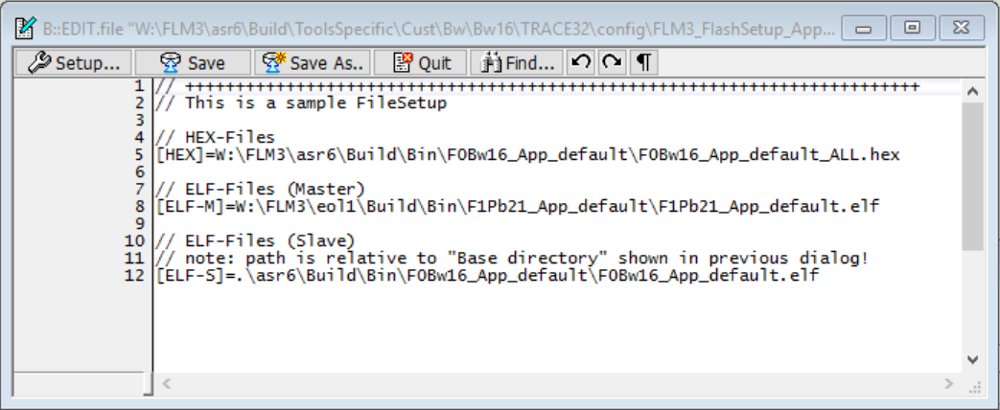 B::EDIT.file "W:\FLM3\asr6\Build\ToolsSpecific\Cust\Bw\Bw16\TRACE32\config\FLM3_FlashSetup_App...
Setup... Save Save As.. Quit Find...
1 // ++++++++++++++++++++++++++++++++++++++++++++++++++++++++++++++++++++++++++
2 // This is a sample FileSetup
3
4 // HEX-Files
5 [HEX]=W:\FLM3\asr6\Build\Bin\F0Bw16_App_default\F0Bw16_App_default_ALL.hex
6
7 // ELF-Files (Master)
8 [ELF-M]=W:\FLM3\eol1\Build\Bin\F1Pb21_App_default\F1Pb21_App_default.elf
9
10 // ELF-Files (Slave)
11 // note: path is relative to "Base directory" shown in previous dialog!
12 [ELF-S]=.\asr6\Build\Bin\F0Bw16_App_default\F0Bw16_App_default.elf